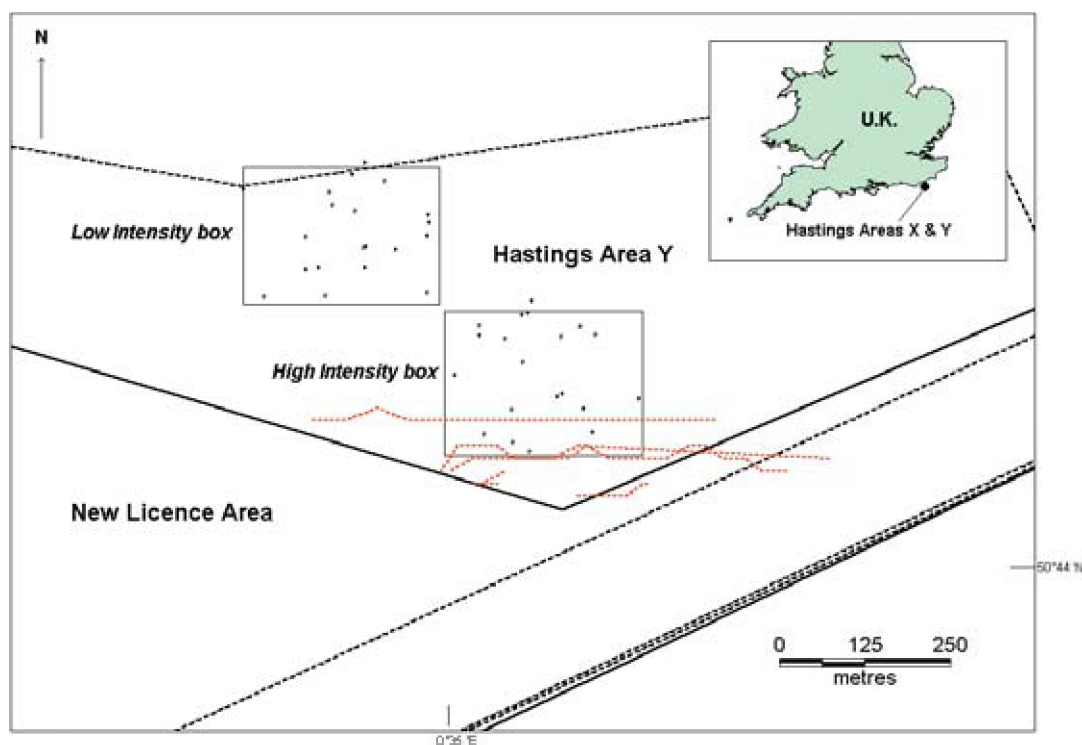 N
U.K.
Hastings Areas X & Y
Low Intensity box
Hastings Area Y
High Intensity box
New Licence Area
50°44 'N
0 125 250
metres
0°35 'E